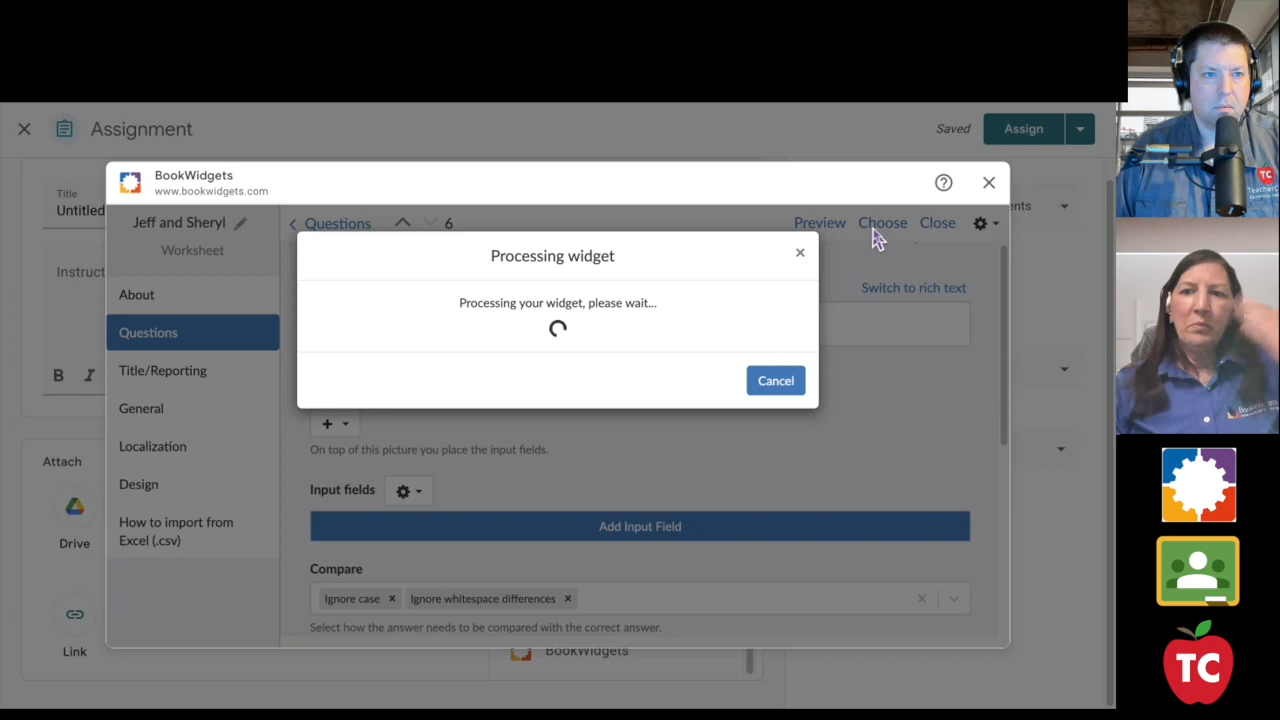 Assignment
Saved
Assign
BookWidgets
www.bookwidgets.com
Title
Untitled
Jeff and Sheryl
Worksheet
Questions
6
Preview
Choose
Close
Instruct
About
Questions
Title/Reporting
General
Localization
Design
How to import from
Excel (.csv)
Processing widget
×
Processing your widget, please wait...
Cancel
Switch to rich text
B I
+
On top of this picture you place the input fields.
Input fields
Add Input Field
Compare
Ignore case ×
Ignore whitespace differences ×
Select how the answer needs to be compared with the correct answer.
Attach
Drive
Link
BookWidgets
ents
TC
TC